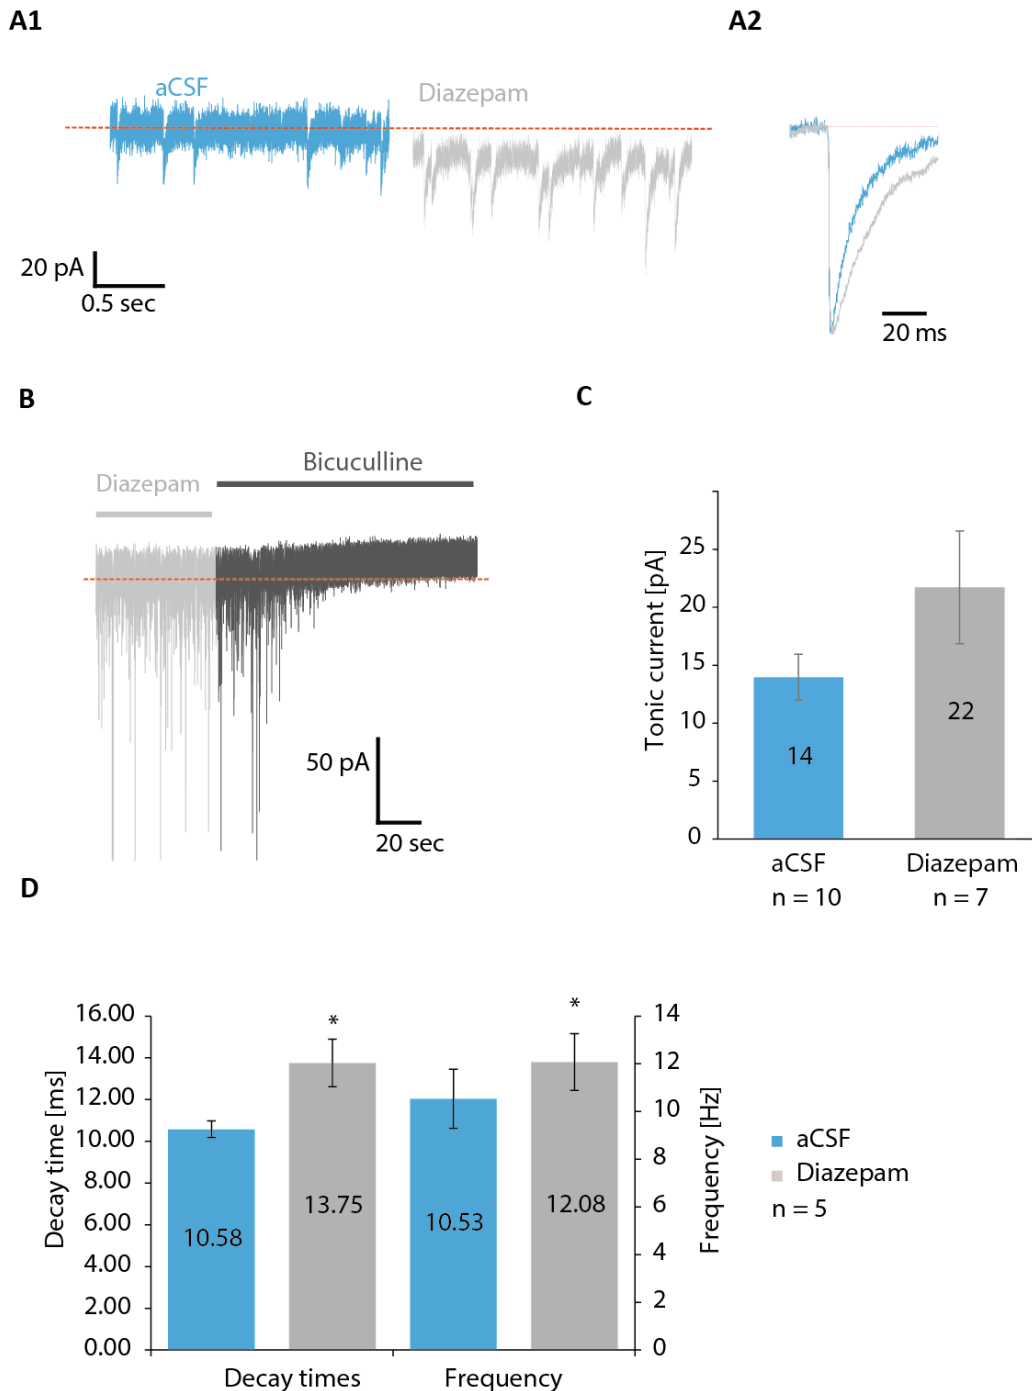 A1
A2
aCSF
Diazepam
20 pA
0.5 sec
20 ms
B
C
Bicuculline
Diazepam
50 pA
20 sec
Tonic current [pA]
25
20
15
10
5
0
14
22
aCSF
Diazepam
n = 10
n = 7
D
Decay time [ms]
16.00
14.00
12.00
10.00
8.00
6.00
4.00
2.00
0.00
*
*
10.58
13.75
10.53
12.08
14
12
10
8
6
4
2
0
Frequency [Hz]
Decay times
Frequency
aCSF
Diazepam
n = 5